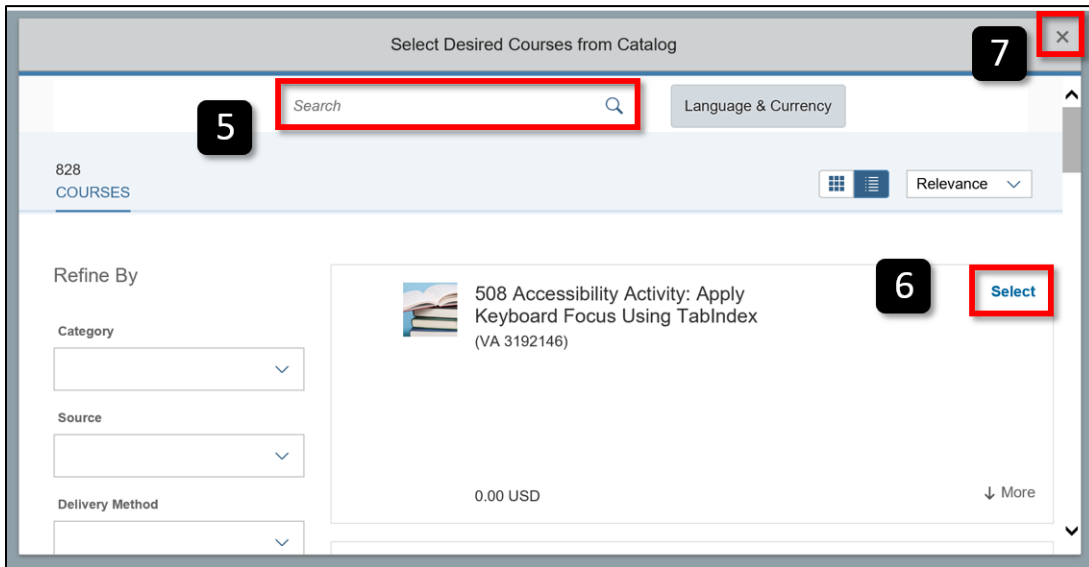 Select Desired Courses from Catalog
7
×
5
Search
Language & Currency
828
COURSES
Relevance
Refine By
Category
Source
Delivery Method
508 Accessibility Activity: Apply
Keyboard Focus Using TabIndex
(VA 3192146)
6
Select
0.00 USD
↓ More